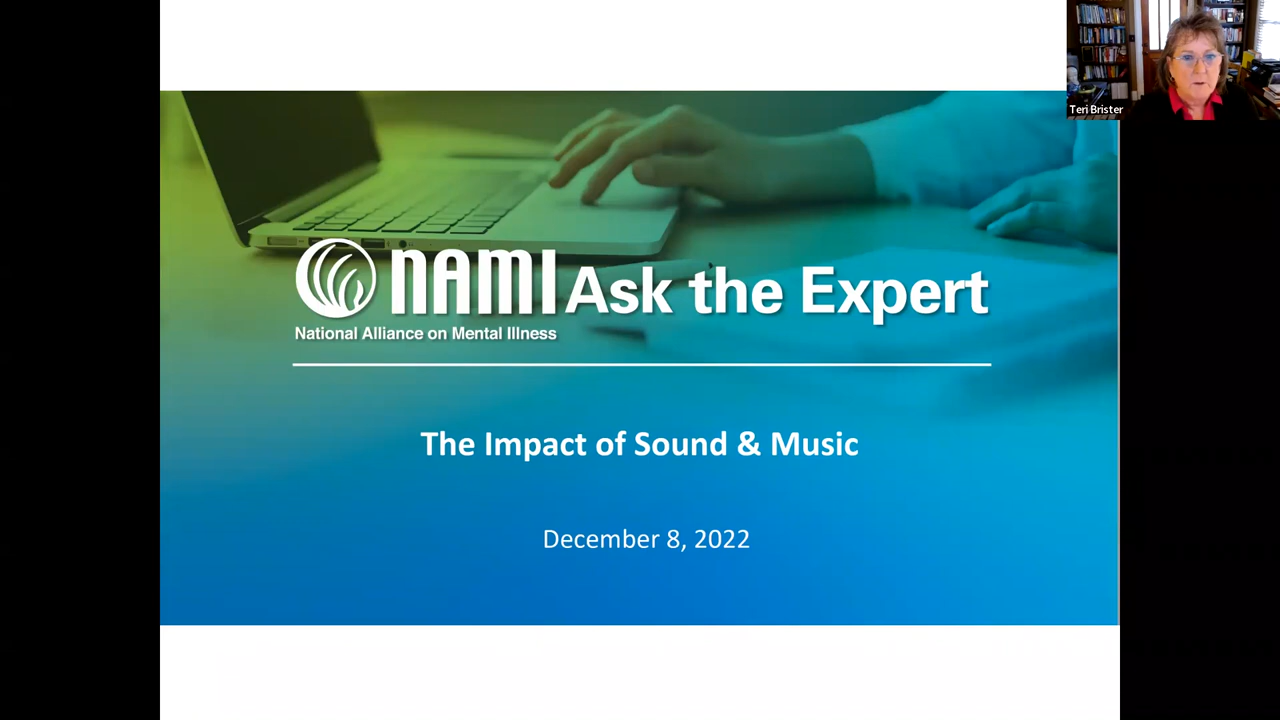 Teri Brister
NAMI Ask the Expert
National Alliance on Mental Illness
The Impact of Sound & Music
December 8, 2022